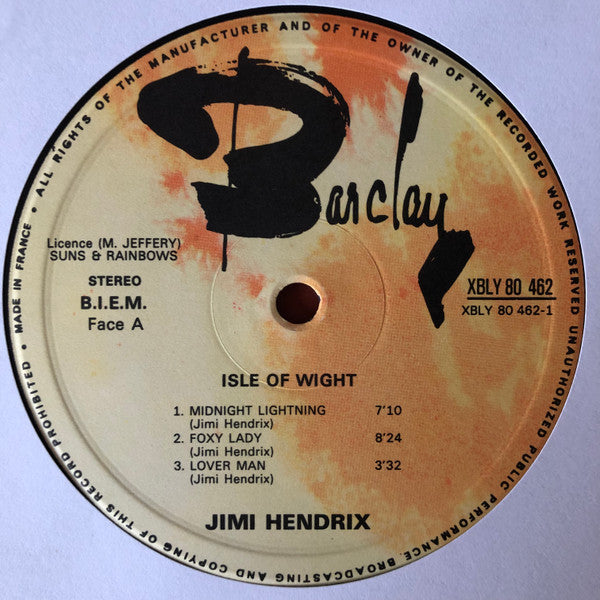 ALL RIGHTS OF THE MANUFACTURER AND OF THE OWNER OF THE RECORDED WORK RESERVED UNAUTHORIZED PUBLIC PERFORMANCE BROADCASTING AND COPYING OF THIS RECORD PROHIBITED • MADE IN FRANCE •
Barclay
Licence (M. JEFFERY)
SUNS & RAINBOWS
STEREO
B.I.E.M.
Face A
XBLY 80 462
XBLY 80 462-1
ISLE OF WIGHT
1. MIDNIGHT LIGHTNING 7'10
(Jimi Hendrix)
2. FOXY LADY 8'24
(Jimi Hendrix)
3. LOVER MAN 3'32
(Jimi Hendrix)
JIMI HENDRIX